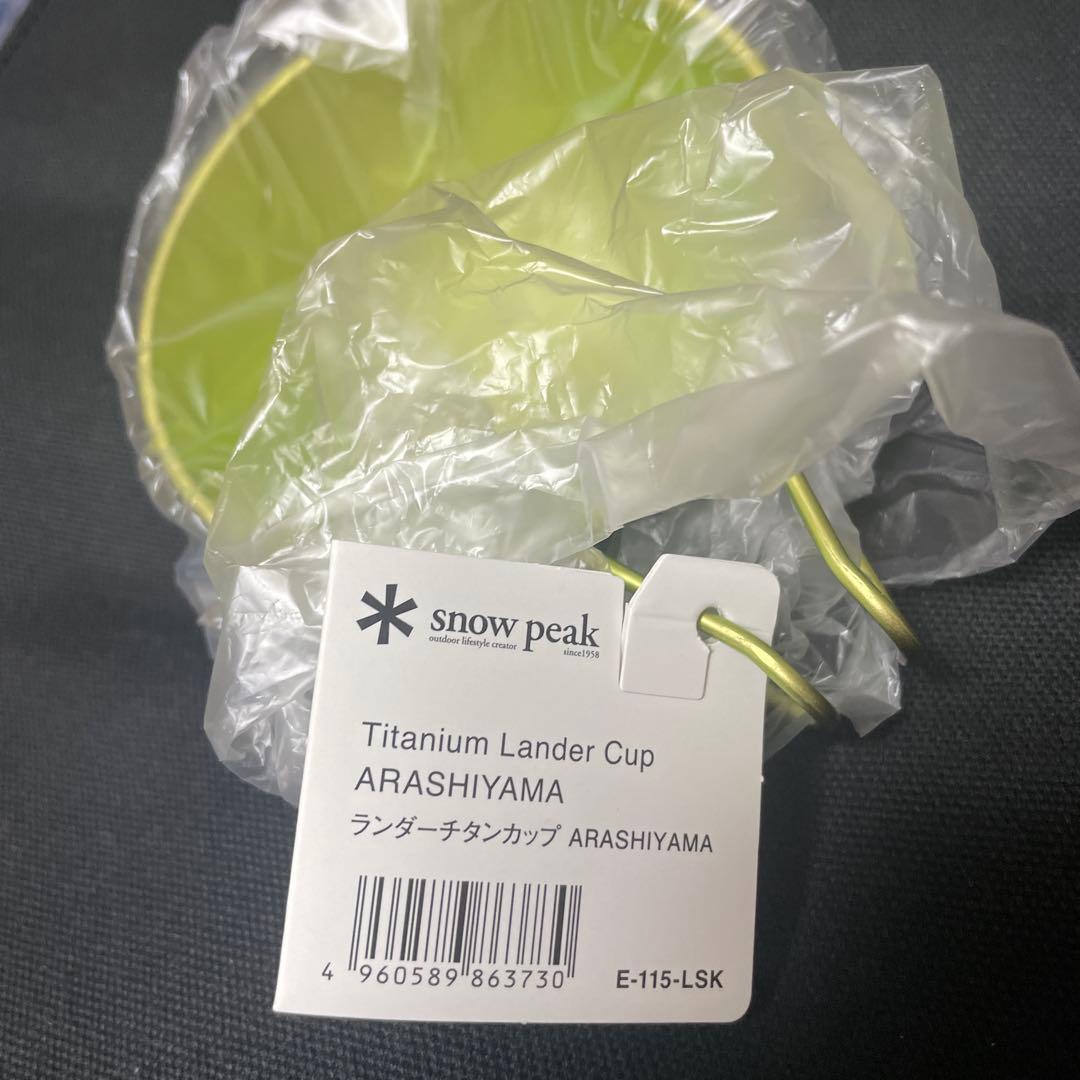 snow peak
outdoor lifestyle creator
since1958
Titanium Lander Cup
ARASHIYAMA
ランダーチタンカップ ARASHIYAMA
4 960589 863730
E-115-LSK